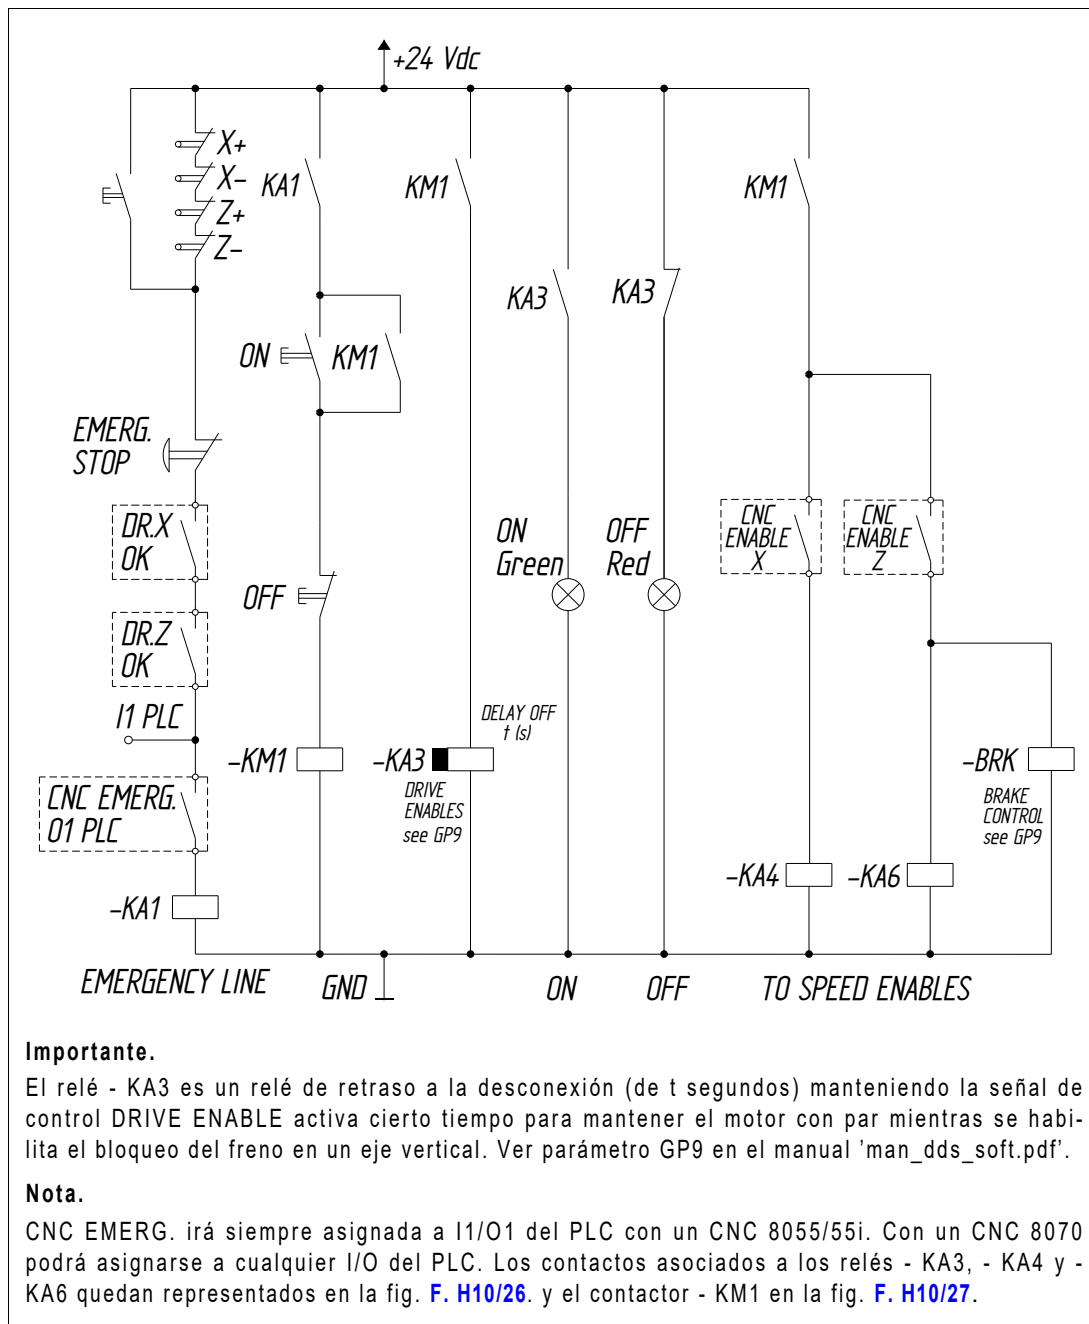 +24 Vdc
X+
X-
Z+
Z-
KA1
KM1
KM1
KA3
KA3
ON
KM1
EMERG.
STOP
DR.X
OK
ON
Green
OFF
Red
CNC
ENABLE
X
CNC
ENABLE
Z
OFF
DR.Z
OK
I1 PLC
DELAY OFF
t (s)
-KM1
-KA3
DRIVE
ENABLES
see GP9
-BRK
BRAKE
CONTROL
see GP9
CNC EMERG.
O1 PLC
-KA4
-KA6
-KA1
EMERGENCY LINE
GND
ON
OFF
TO SPEED ENABLES
Importante.
El relé - KA3 es un relé de retraso a la desconexión (de t segundos) manteniendo la señal de
control DRIVE ENABLE activa cierto tiempo para mantener el motor con par mientras se habi-
lita el bloqueo del freno en un eje vertical. Ver parámetro GP9 en el manual 'man_dds_soft.pdf'.
Nota.
CNC EMERG. irá siempre asignada a I1/O1 del PLC con un CNC 8055/55i. Con un CNC 8070
podrá asignarse a cualquier I/O del PLC. Los contactos asociados a los relés - KA3, - KA4 y -
KA6 quedan representados en la fig. F. H10/26. y el contactor - KM1 en la fig. F. H10/27.